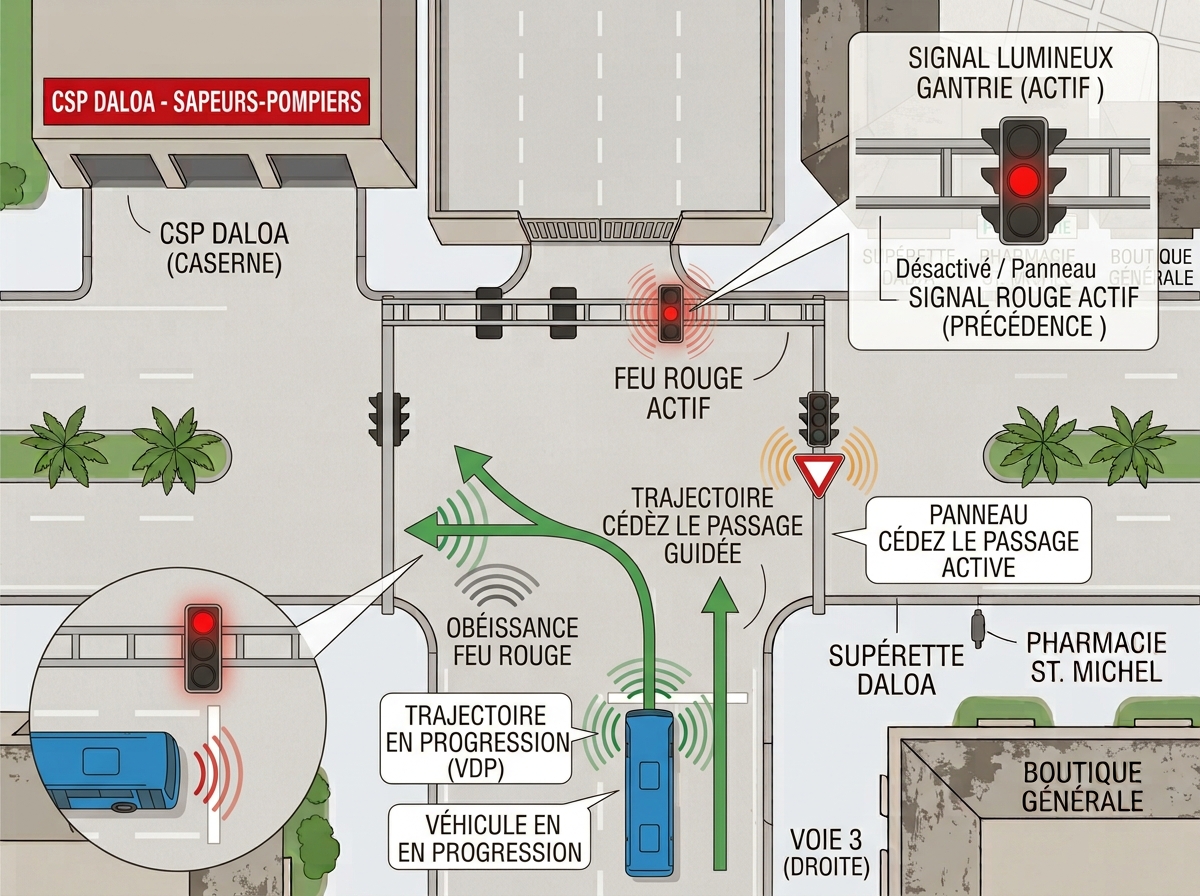 CSP DALOA - SAPEURS-POMPIERS
CSP DALOA
(CASERNE)
SIGNAL LUMINEUX
GANTRIE (ACTIF )
SUPÉRETTE
PHARMACIE
BOUTIQUE
GÉNÉRALE
Désactivé / Panneau
SIGNAL ROUGE ACTIF
(PRÉCÉDENCE )
FEU ROUGE
ACTIF
TRAJECTOIRE
CÉDÈZ LE PASSAGE
GUIDÉE
PANNEAU
CÉDEZ LE PASSAGE
ACTIVE
OBÉISSANCE
FEU ROUGE
SUPÉRETTE
DALOA
PHARMACIE
ST. MICHEL
TRAJECTOIRE
EN PROGRESSION
(VDP)
VÉHICULE EN
EN PROGRESSION
BOUTIQUE
GÉNÉRALE
VOIE 3
(DROITE)